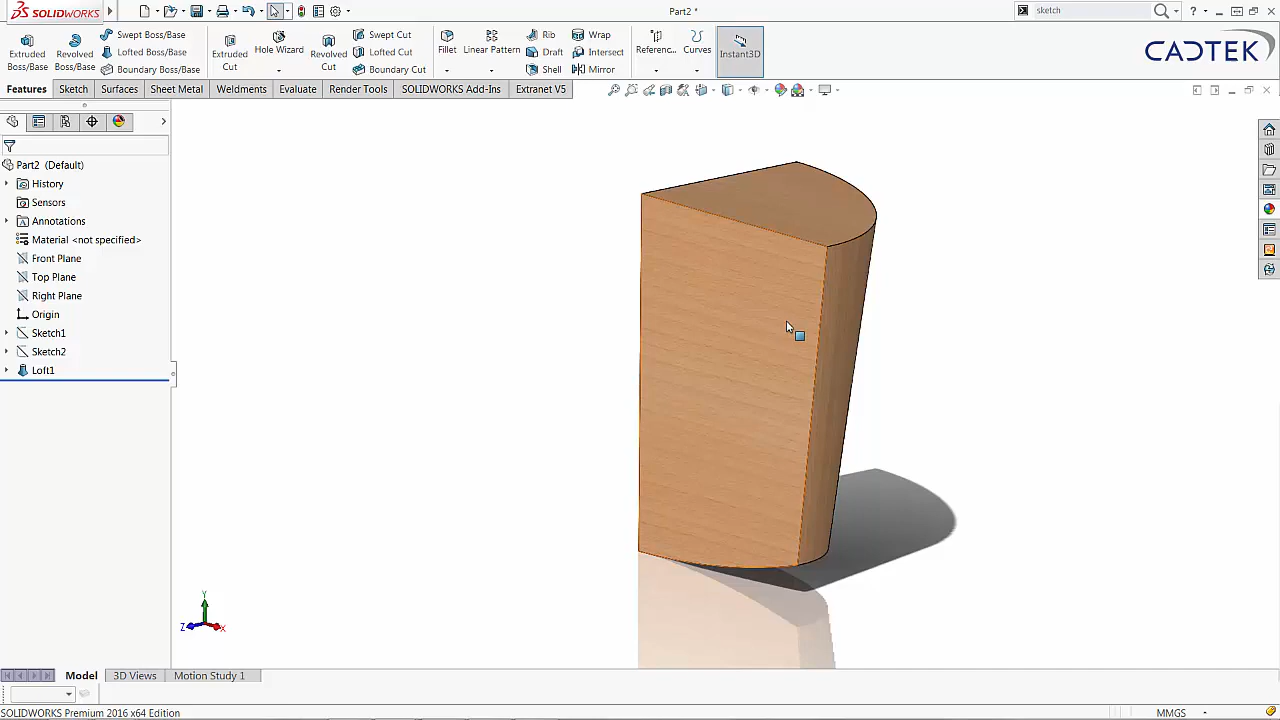 SOLIDWORKS
Part2 *
sketch
Extruded Boss/Base
Revolved Boss/Base
Swept Boss/Base
Lofted Boss/Base
Boundary Boss/Base
Extruded Cut
Hole Wizard
Revolved Cut
Swept Cut
Lofted Cut
Boundary Cut
Fillet
Linear Pattern
Rib
Draft
Shell
Wrap
Intersect
Mirror
Referenc...
Curves
Instant3D
CADTEK
Features
Sketch
Surfaces
Sheet Metal
Weldments
Evaluate
Render Tools
SOLIDWORKS Add-Ins
Extranet V5
Part2 (Default)
History
Sensors
Annotations
Material <not specified>
Front Plane
Top Plane
Right Plane
Origin
Sketch1
Sketch2
Loft1
Y
Z
X
Model
3D Views
Motion Study 1
SOLIDWORKS Premium 2016 x64 Edition
MMGS